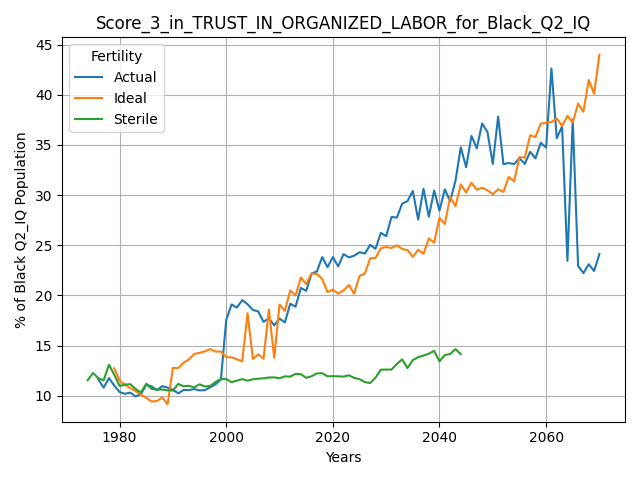 Score_3_in_TRUST_IN_ORGANIZED_LABOR_for_Black_Q2_IQ
Fertility
Actual
Ideal
Sterile
% of Black Q2_IQ Population
45
40
35
30
25
20
15
10
1980 2000 2020 2040 2060
Years